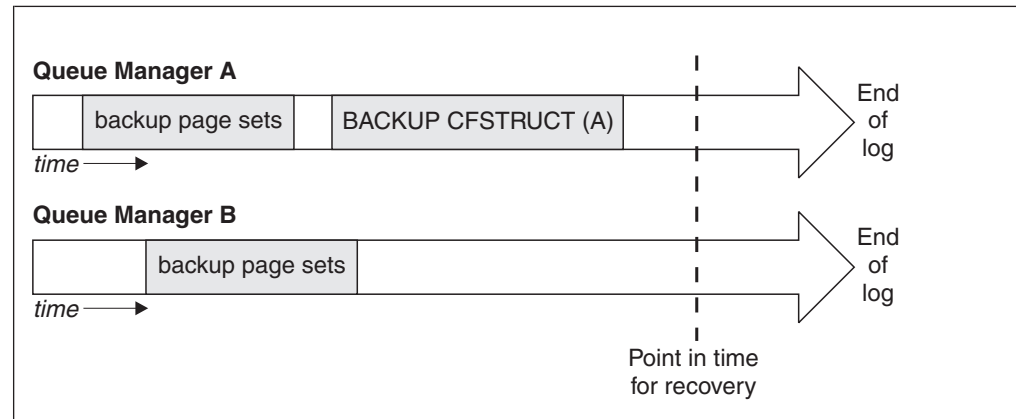 Queue Manager A
backup page sets
BACKUP CFSTRUCT (A)
End
of
log
time
Queue Manager B
backup page sets
End
of
log
time
Point in time
for recovery